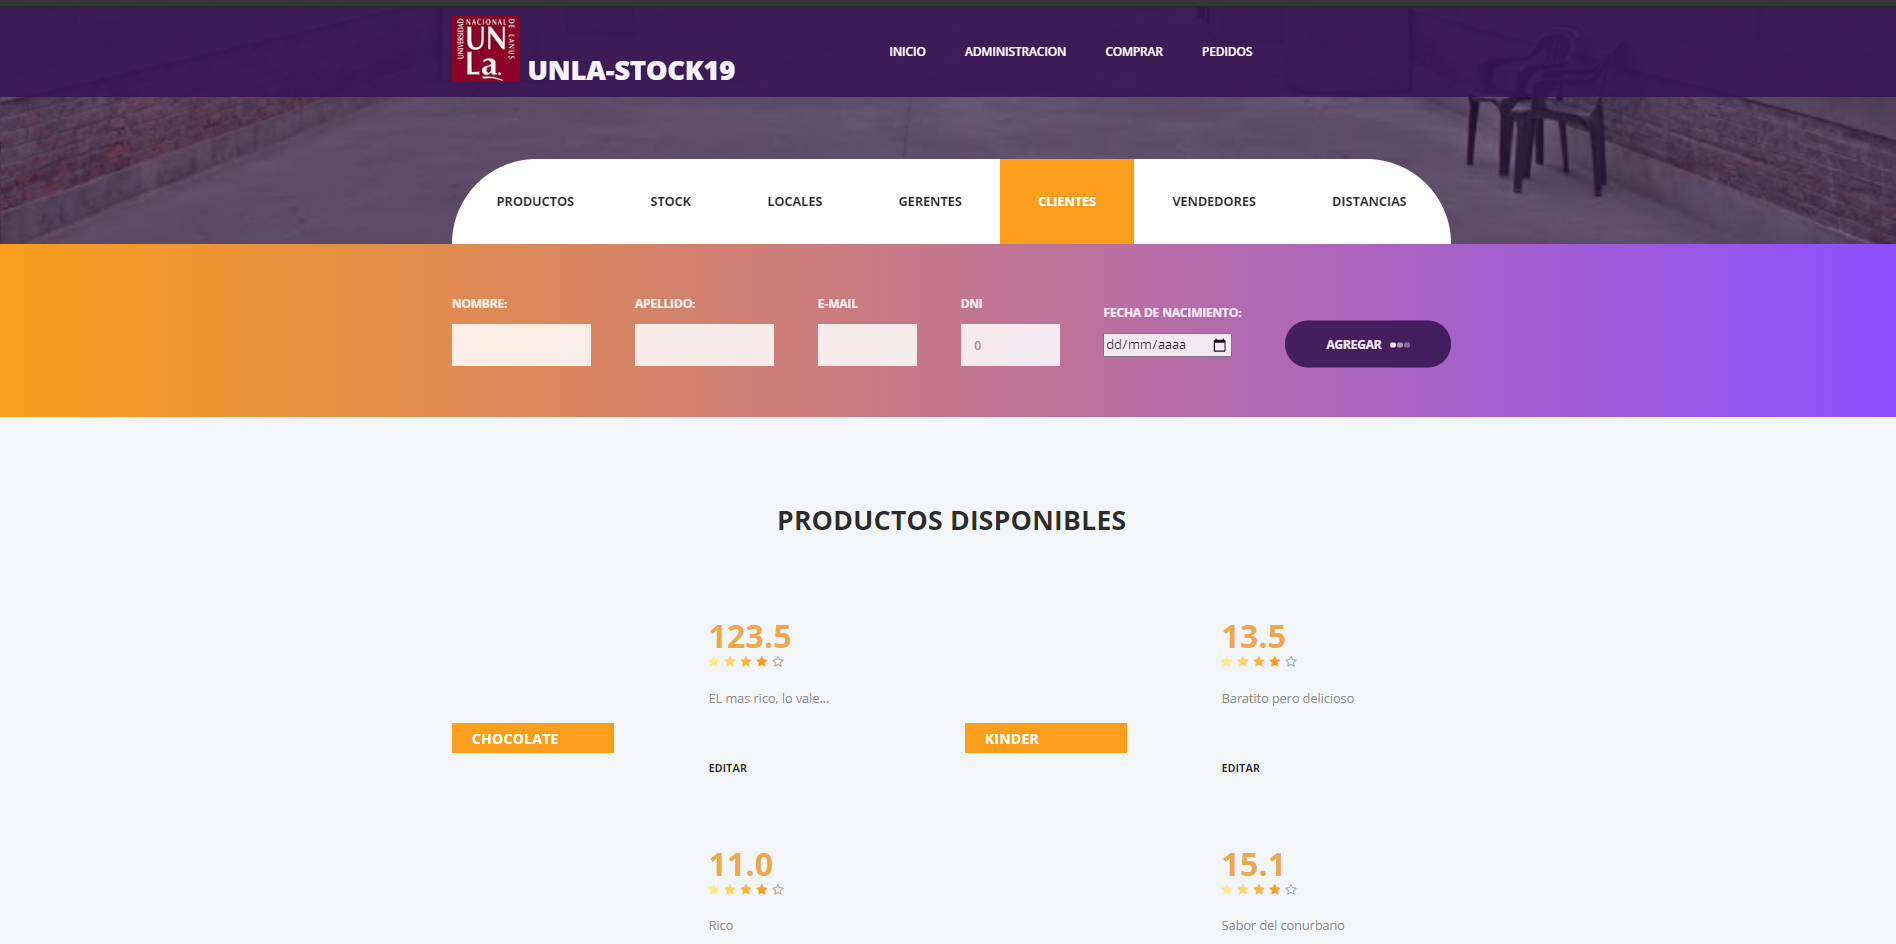 UNIVERSIDAD NACIONAL DE LANUS
UNLa.
UNLA-STOCK19
INICIO ADMINISTRACION COMPRAR PEDIDOS
PRODUCTOS STOCK LOCALES GERENTES CLIENTES VENDEDORES DISTANCIAS
NOMBRE: APELLIDO: E-MAIL DNI FECHA DE NACIMIENTO:
0 dd/mm/aaaa AGREGAR
PRODUCTOS DISPONIBLES
123.5
EL mas rico, lo vale...
CHOCOLATE
EDITAR
13.5
Baratito pero delicioso
KINDER
EDITAR
11.0
Rico
15.1
Sabor del conurbano